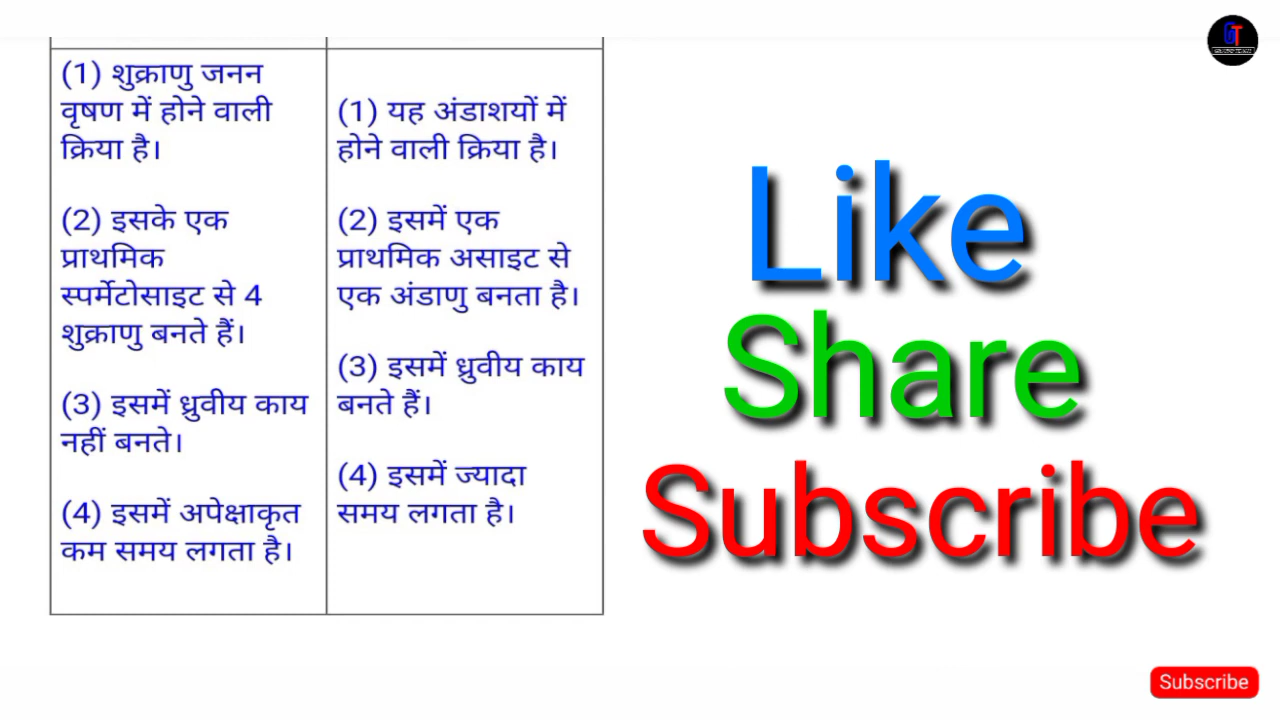 (1) शुक्राणु जनन
वृषण में होने वाली
क्रिया है।
(2) इसके एक
प्राथमिक
स्पर्मेटोसाइट से 4
शुक्राणु बनते हैं।
(3) इसमें ध्रुवीय काय
नहीं बनते।
(4) इसमें अपेक्षाकृत
कम समय लगता है।
(1) यह अंडाशयों में
होने वाली क्रिया है।
(2) इसमें एक
प्राथमिक असाइट से
एक अंडाणु बनता है।
(3) इसमें ध्रुवीय काय
बनते हैं।
(4) इसमें ज्यादा
समय लगता है।
Like
Share
Subscribe
GT
Subscribe